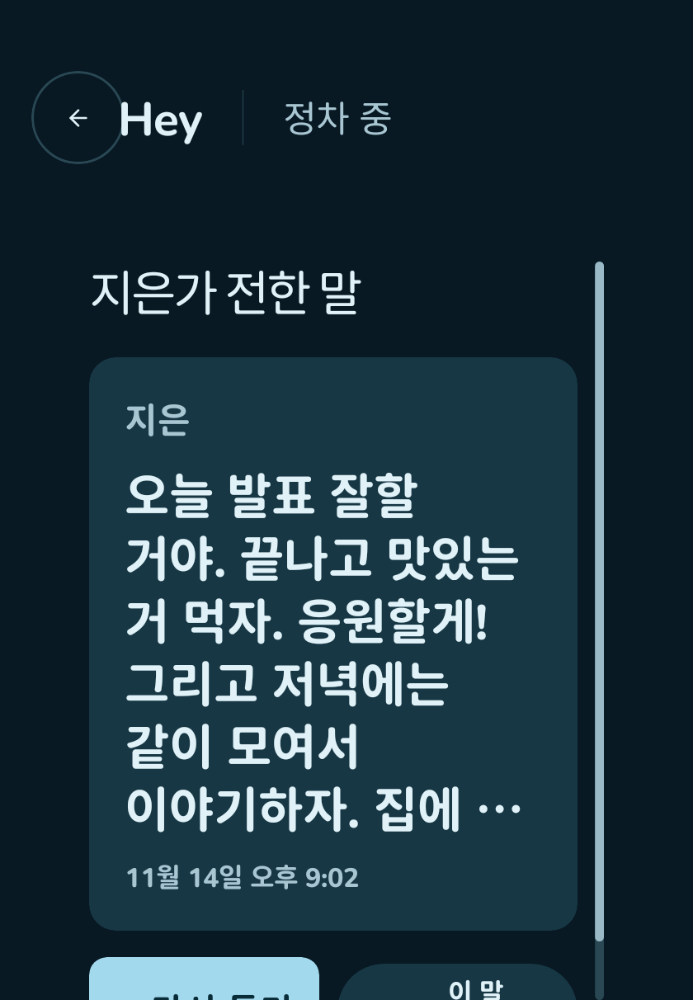 Hey
정차 중
지은가 전한 말
지은
오늘 발표 잘할
거야. 끝나고 맛있는
거 먹자. 응원할게!
그리고 저녁에는
같이 모여서
이야기하자. 집에 …
11월 14일 오후 9:02
이 말